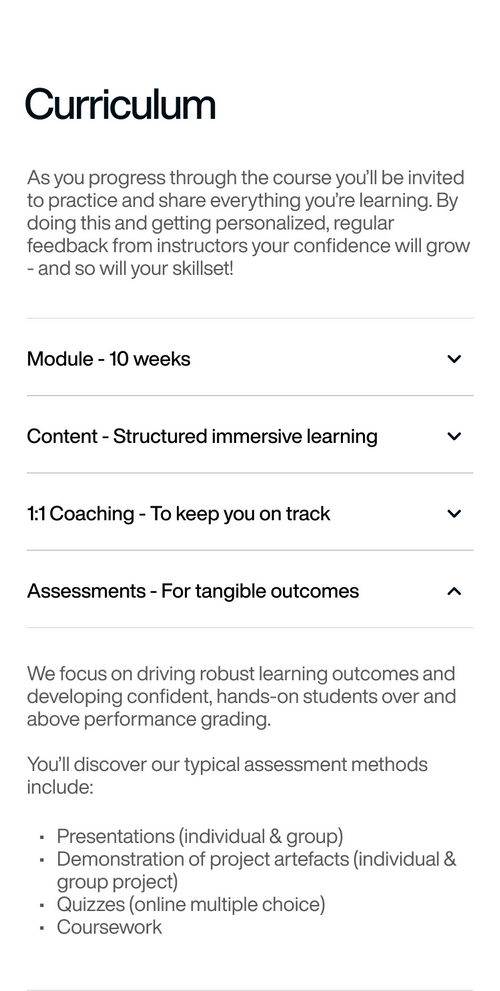 Curriculum
As you progress through the course you’ll be invited
to practice and share everything you’re learning. By
doing this and getting personalized, regular
feedback from instructors your confidence will grow
- and so will your skillset!
Module - 10 weeks
Content - Structured immersive learning
1:1 Coaching - To keep you on track
Assessments - For tangible outcomes
We focus on driving robust learning outcomes and
developing confident, hands-on students over and
above performance grading.
You’ll discover our typical assessment methods
include:
• Presentations (individual & group)
• Demonstration of project artefacts (individual &
group project)
• Quizzes (online multiple choice)
• Coursework